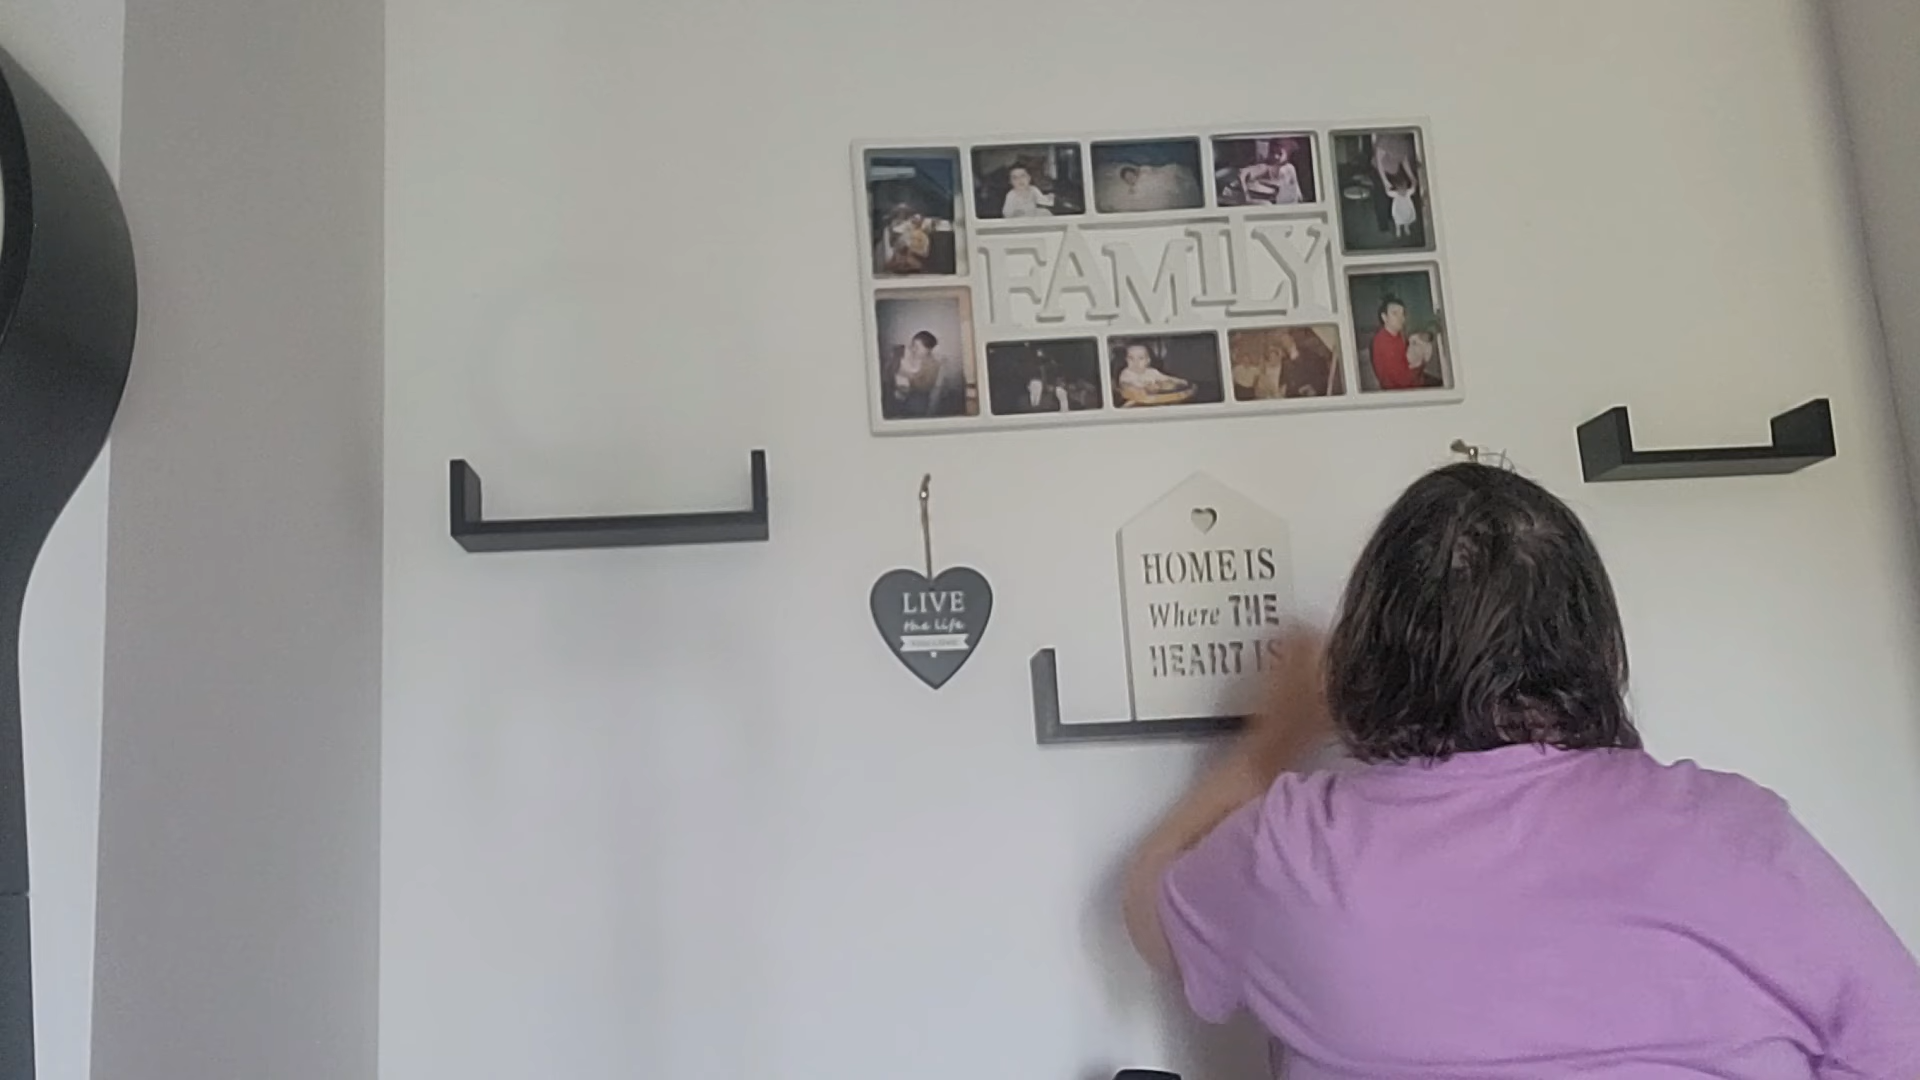 FAMILY
LIVE
the life
HOME IS
Where THE
HEART IS